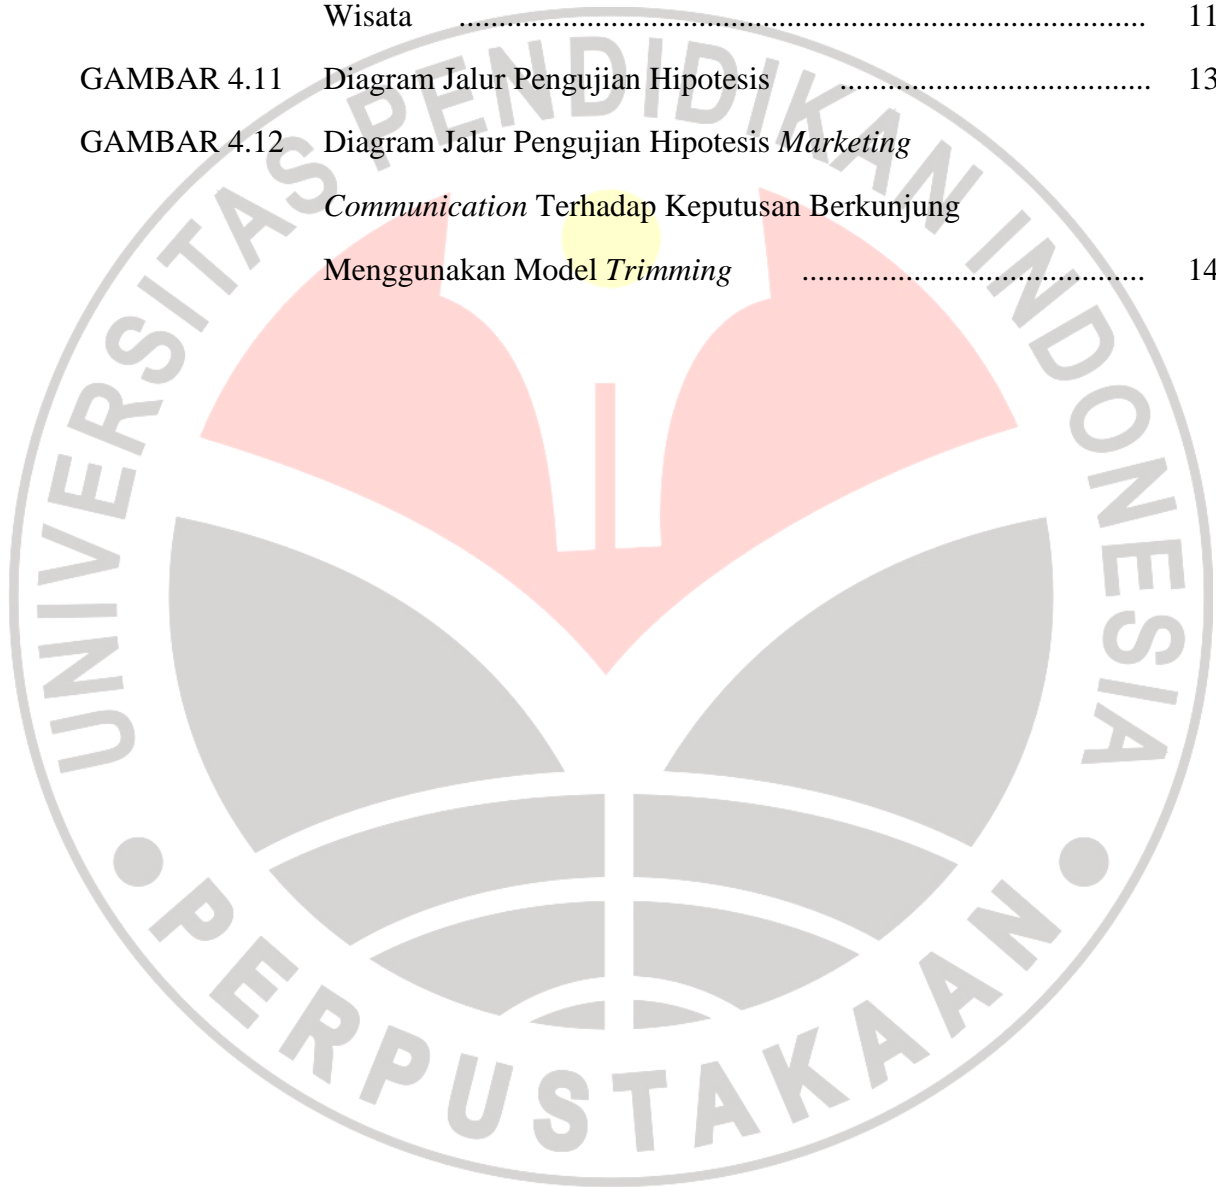 Wisata ..................................................................................... 11
GAMBAR 4.11 Diagram Jalur Pengujian Hipotesis ....................................... 13
GAMBAR 4.12 Diagram Jalur Pengujian Hipotesis Marketing
Communication Terhadap Keputusan Berkunjung
Menggunakan Model Trimming ........................................... 14
UNIVERSITAS PENDIDIKAN INDONESIA
PERPUSTAKAAN